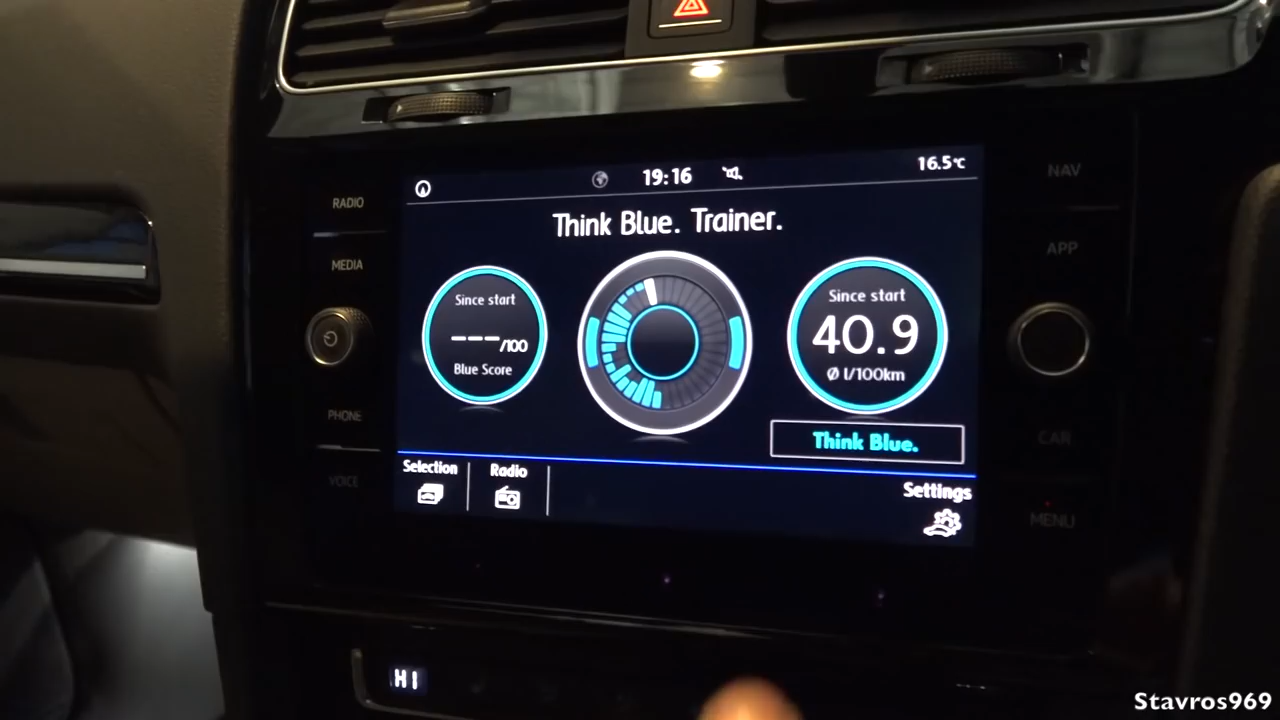 19:16
16.5°C
Think Blue. Trainer.
RADIO
MEDIA
PHONE
VOICE
NAV
APP
CAR
MENU
Since start
---/100
Blue Score
Since start
40.9
Ø l/100km
Think Blue.
Selection
Radio
Settings
HI
Stavros969